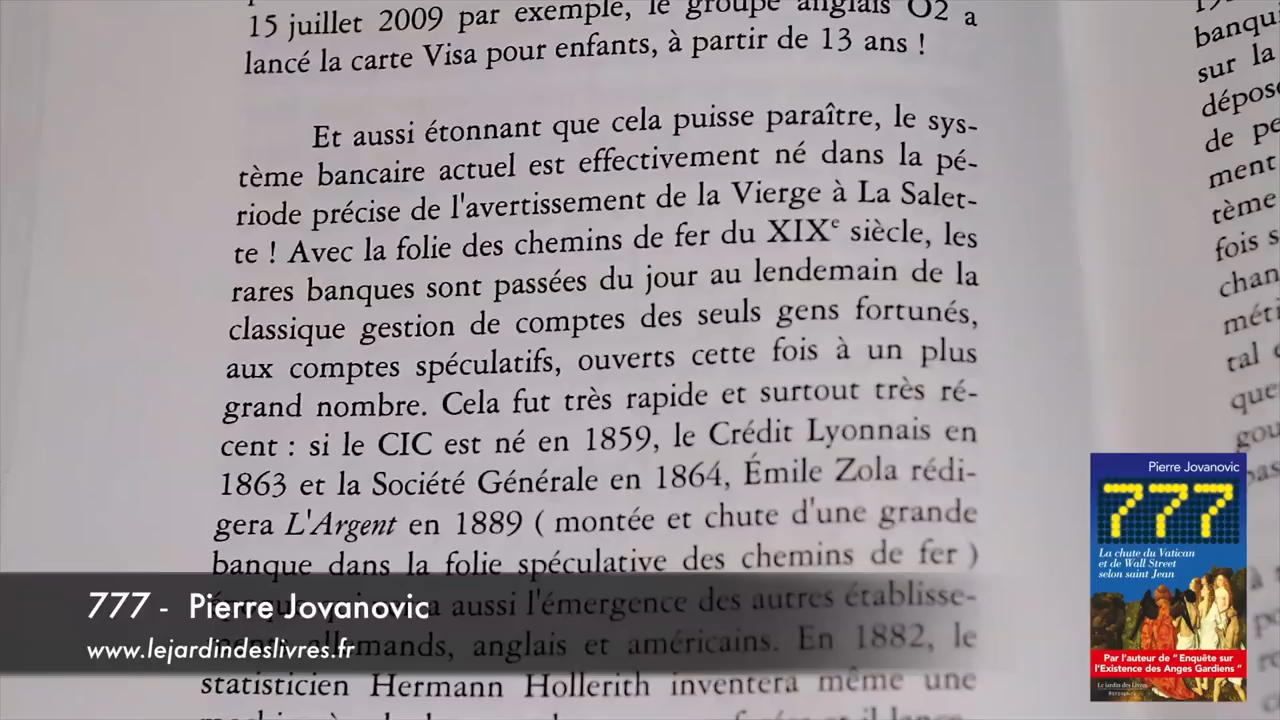 15 juillet 2009 par exemple, le groupe anglais O2 a
lancé la carte Visa pour enfants, à partir de 13 ans !
Et aussi étonnant que cela puisse paraître, le sys-
tème bancaire actuel est effectivement né dans la pé-
riode précise de l'avertissement de la Vierge à La Salet-
te ! Avec la folie des chemins de fer du XIXe siècle, les
rares banques sont passées du jour au lendemain de la
classique gestion de comptes des seuls gens fortunés,
aux comptes spéculatifs, ouverts cette fois à un plus
grand nombre. Cela fut très rapide et surtout très ré-
cent : si le CIC est né en 1859, le Crédit Lyonnais en
1863 et la Société Générale en 1864, Émile Zola rédi-
gera L'Argent en 1889 ( montée et chute d'une grande
banque dans la folie spéculative des chemins de fer )
aussi l'émergence des autres établisse-
allemands, anglais et américains. En 1882, le
statisticien Hermann Hollerith inventera même une
banqui
sur la
dépos
de pe
ment
tème
fois s
chan
méti
tal
que
gou
777 - Pierre Jovanovic
www.lejardindeslivres.fr
Pierre Jovanovic
777
La chute du Vatican
et de Wall Street
selon saint Jean
Par l'auteur de "Enquête sur
l'Existence des Anges Gardiens"
Le jardin des Livres